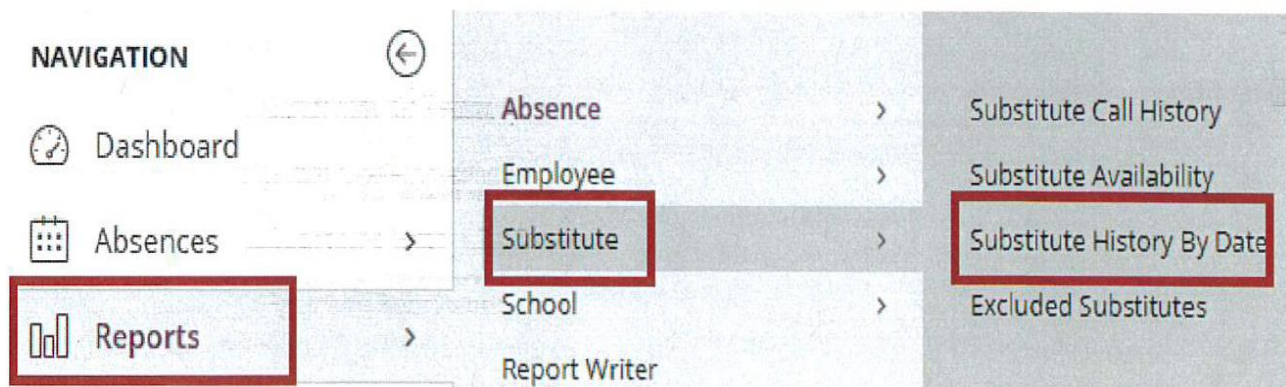 NAVIGATION
Dashboard
Absences
Reports
Absence
Employee
Substitute
School
Report Writer
Substitute Call History
Substitute Availability
Substitute History By Date
Excluded Substitutes